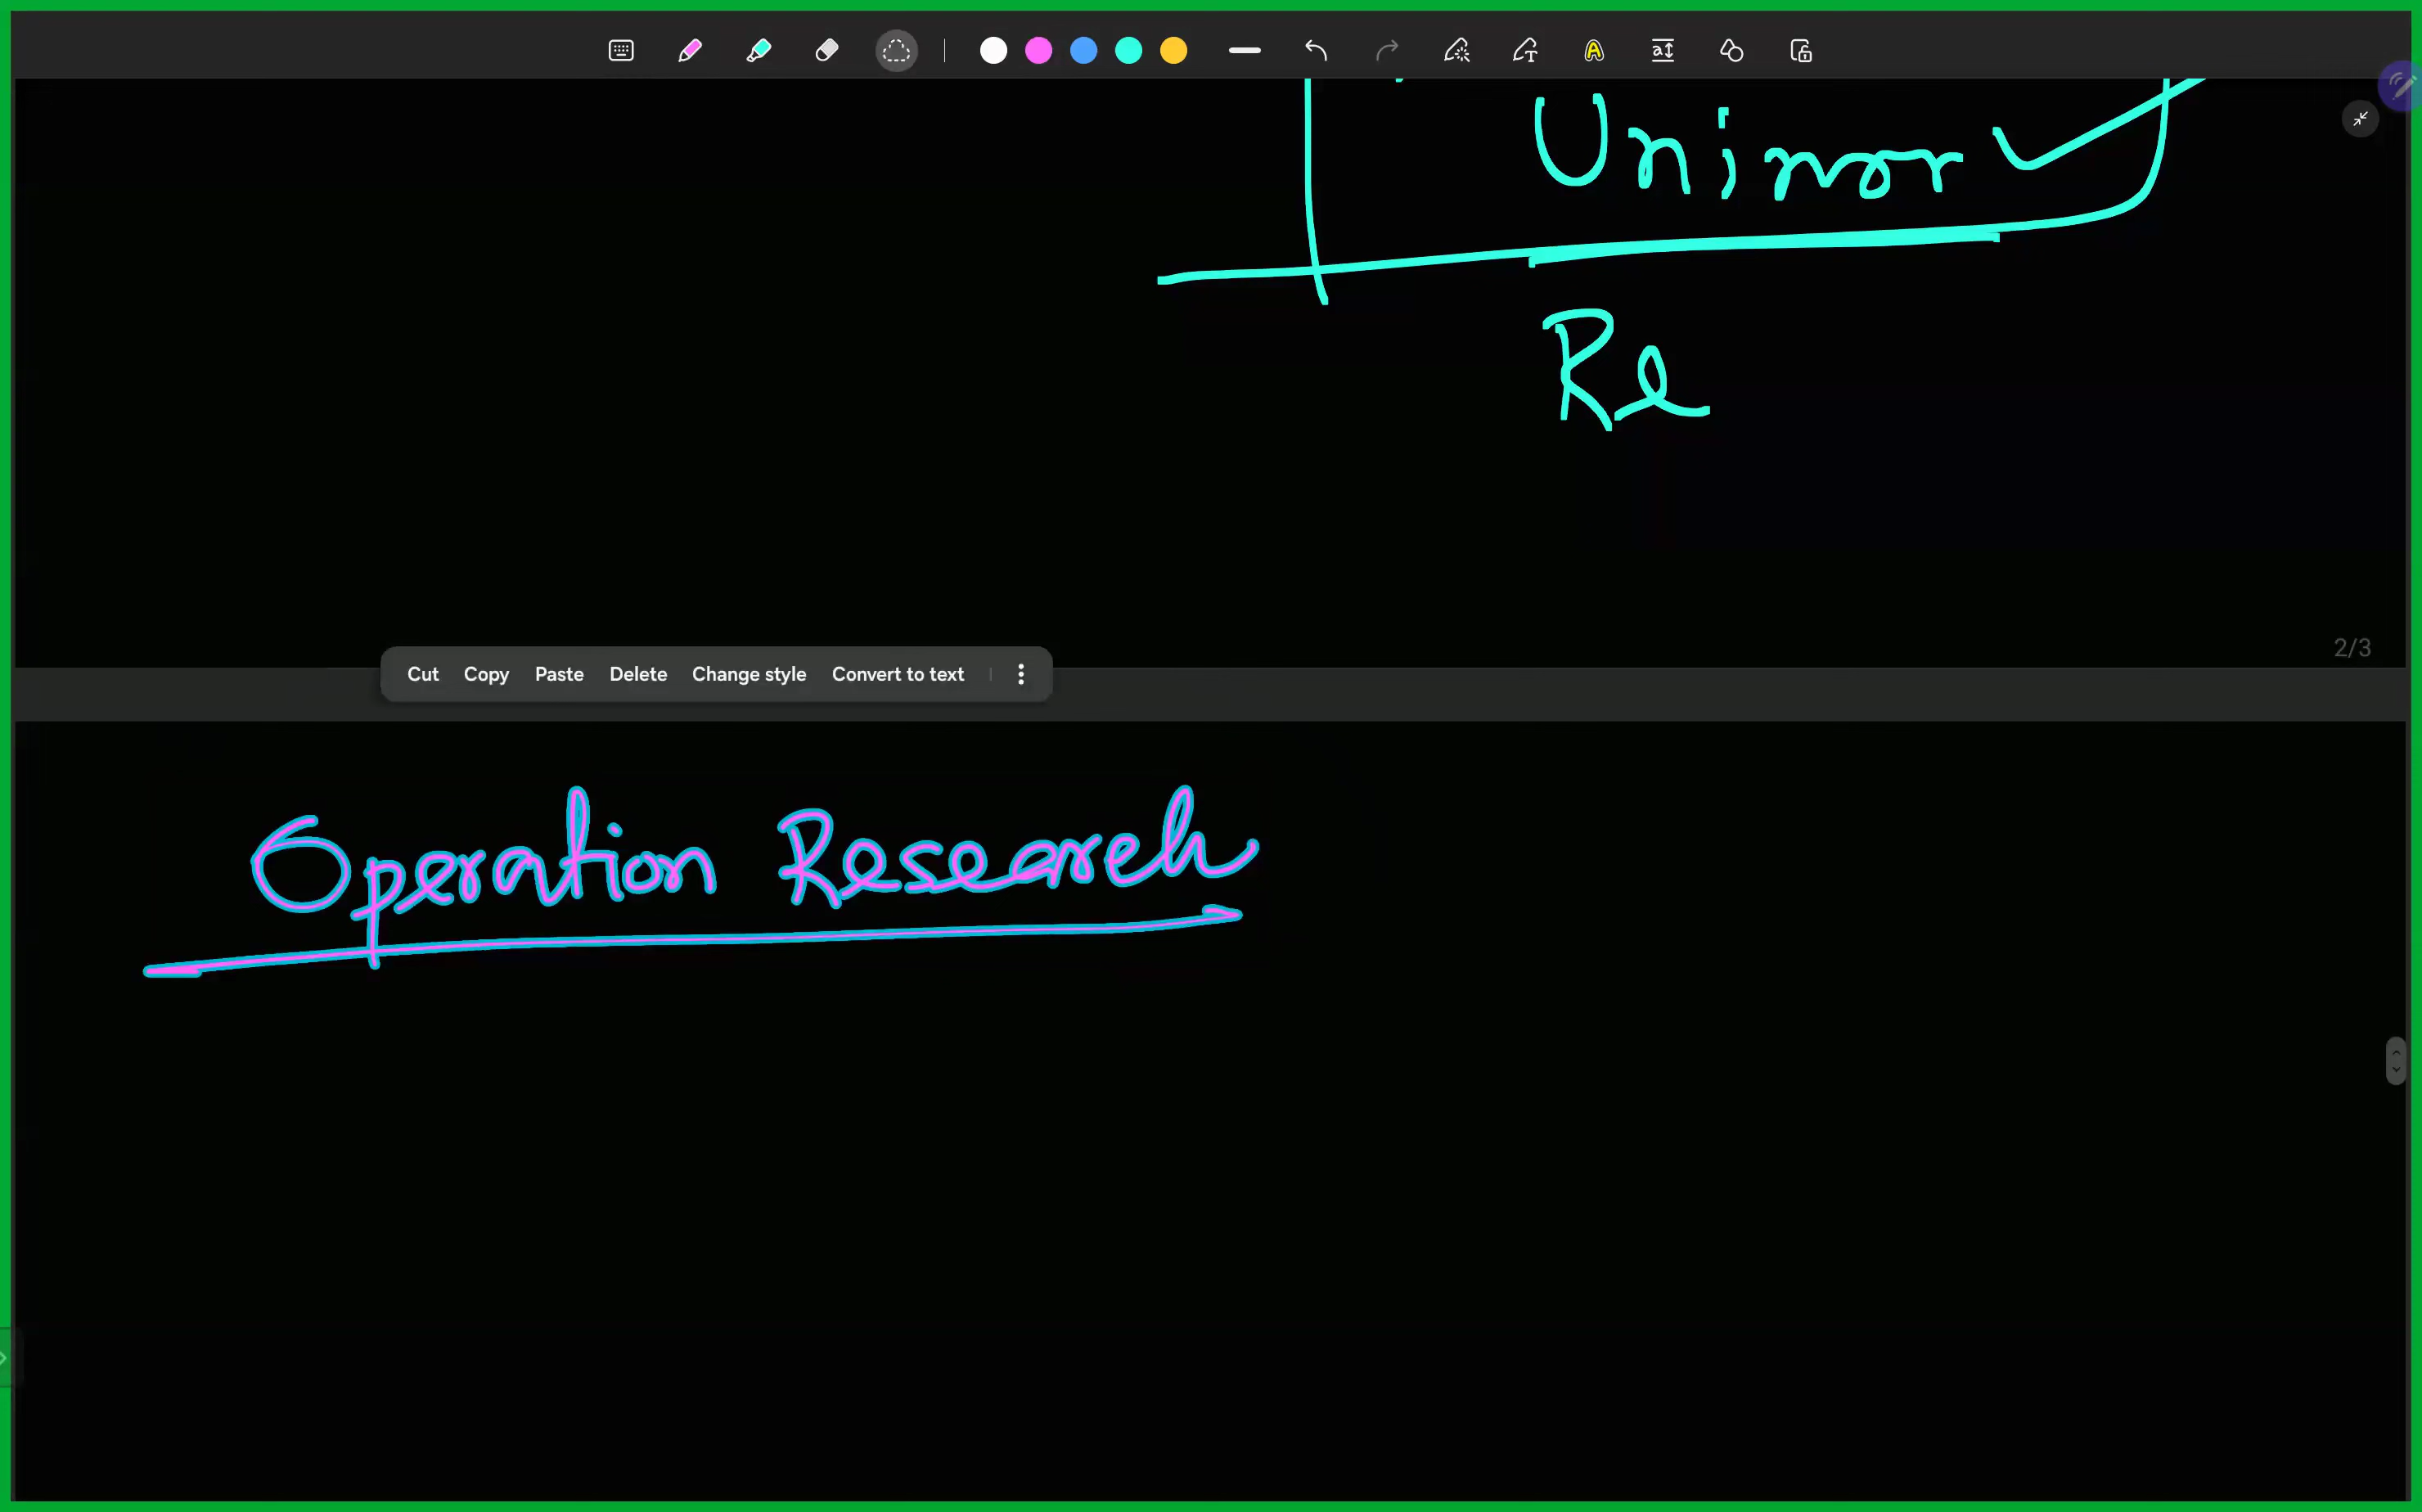 Uninor
Re
2/3
Cut Copy Paste Delete Change style Convert to text
Operation Research